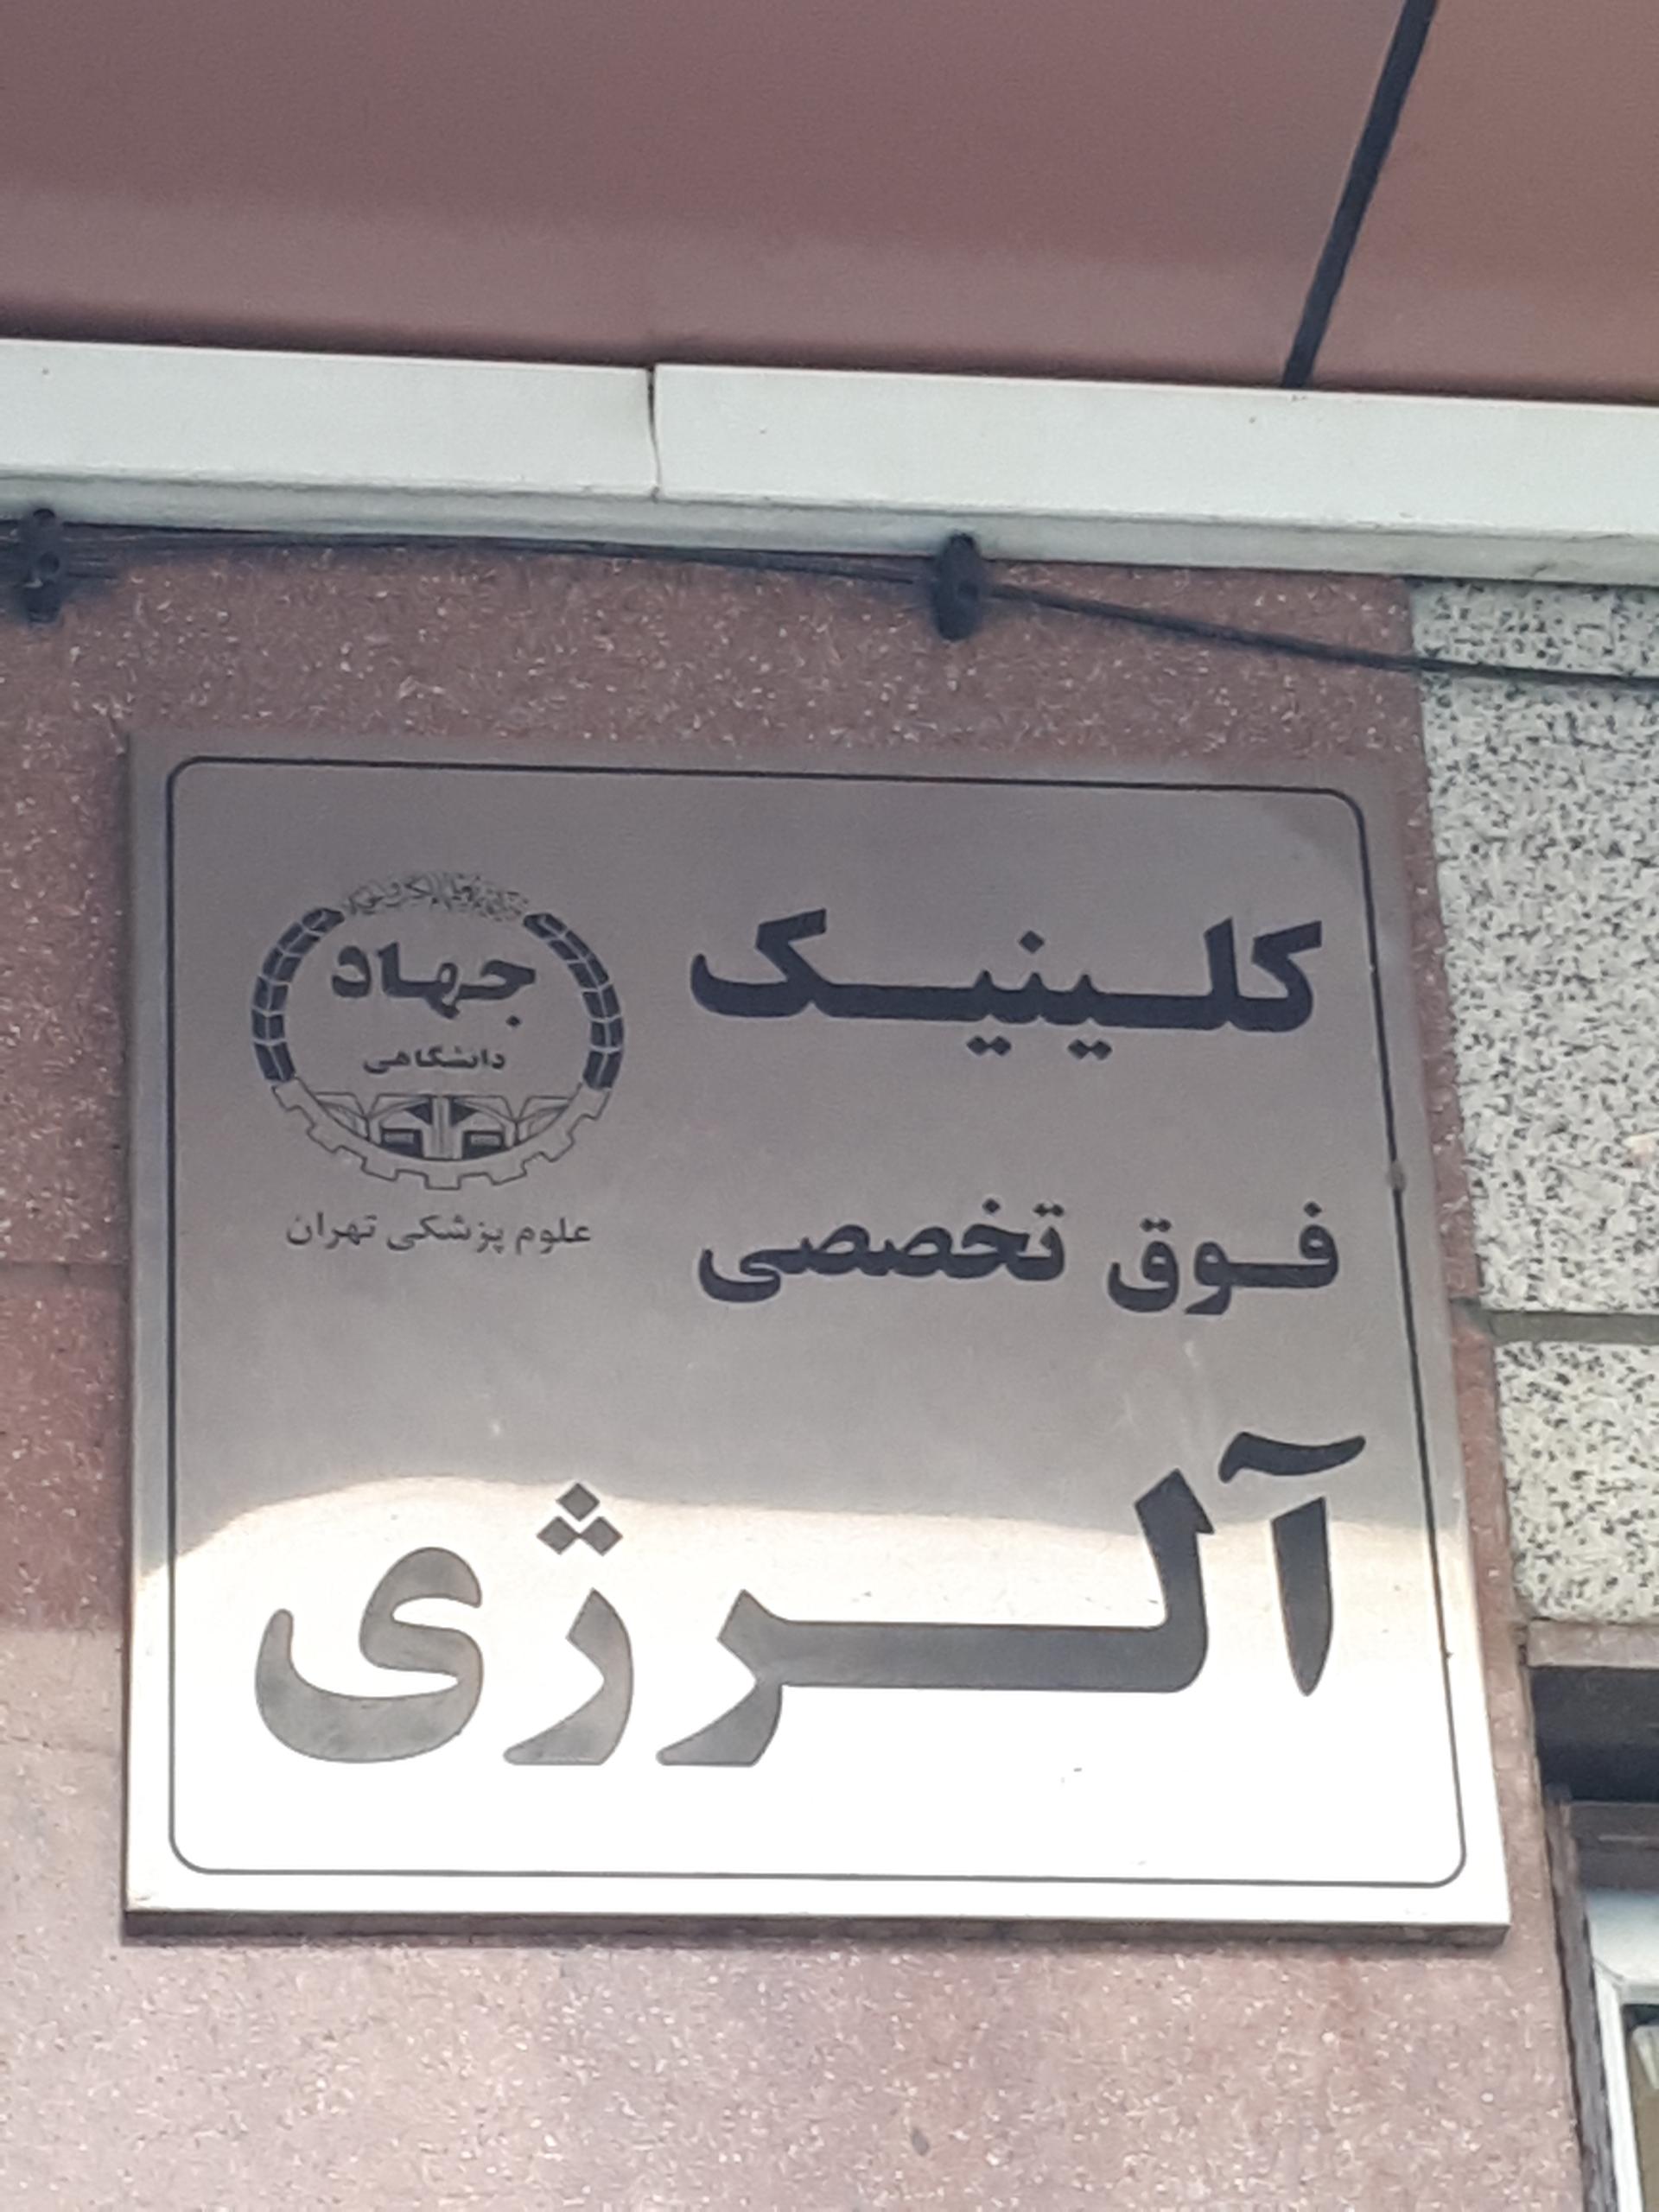 کلینیک
فوق تخصصی
آلرژی
جهاد
دانشگاهی
علوم پزشکی تهران